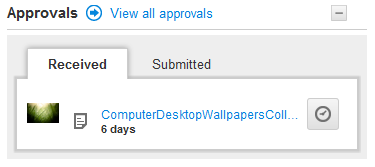 Approvals View all approvals
Received Submitted
ComputerDesktopWallpapersColl...
6 days